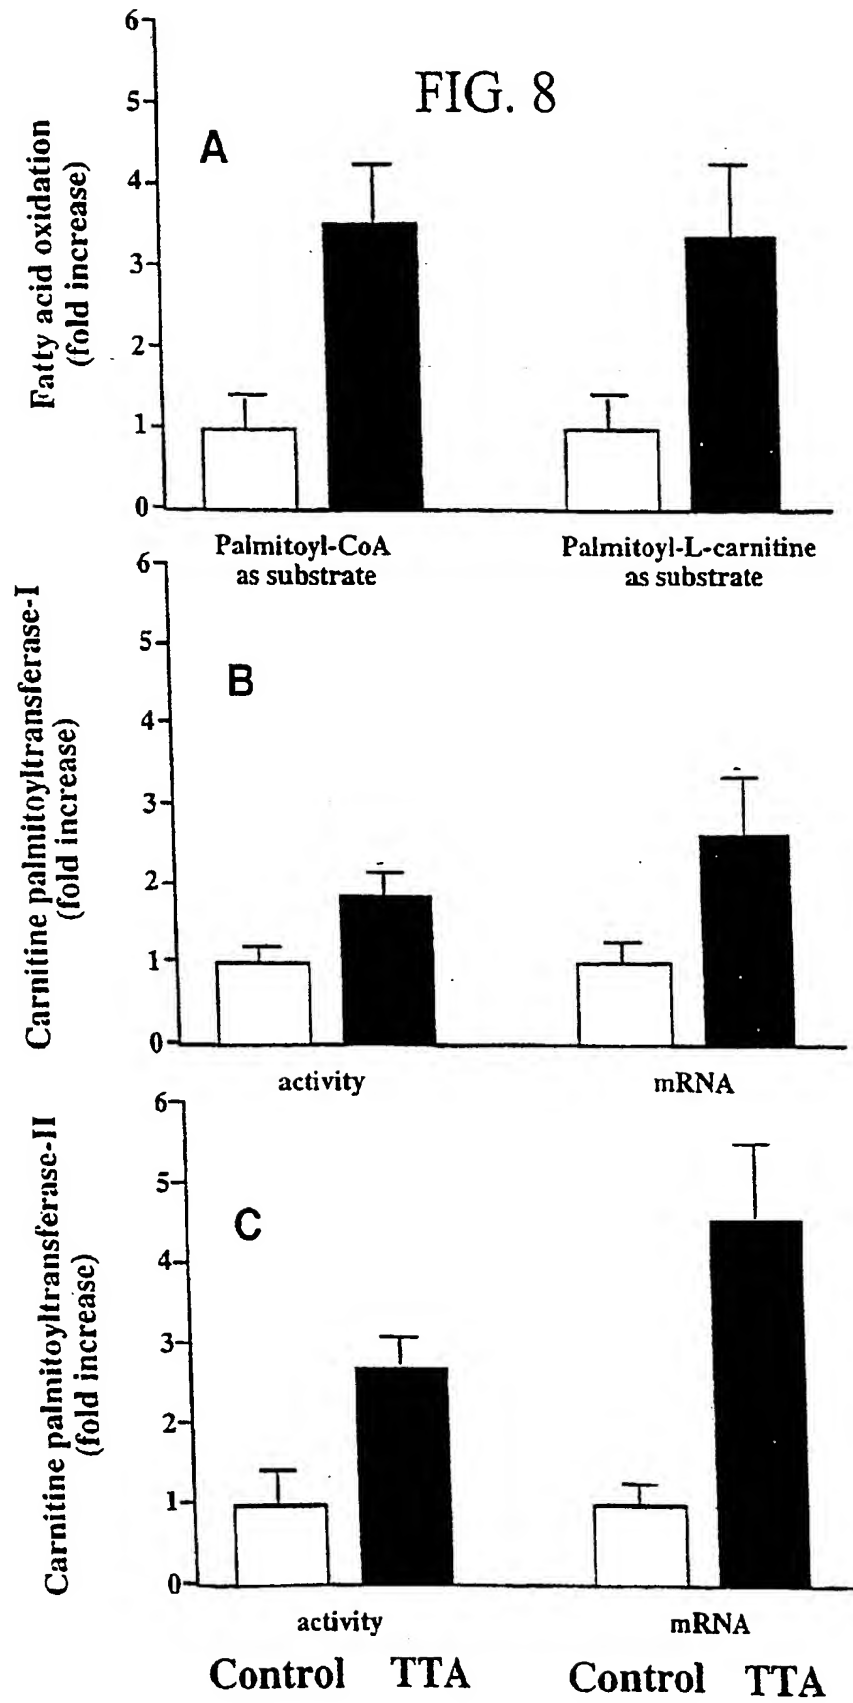 FIG. 8
A
Fatty acid oxidation
(fold increase)
6
5
4
3
2
1
0
Palmitoyl-CoA
as substrate
Palmitoyl-L-carnitine
as substrate
B
Carnitine palmitoyltransferase-I
(fold increase)
6
5
4
3
2
1
0
activity
mRNA
C
Carnitine palmitoyltransferase-II
(fold increase)
6
5
4
3
2
1
0
activity
mRNA
Control TTA
Control TTA